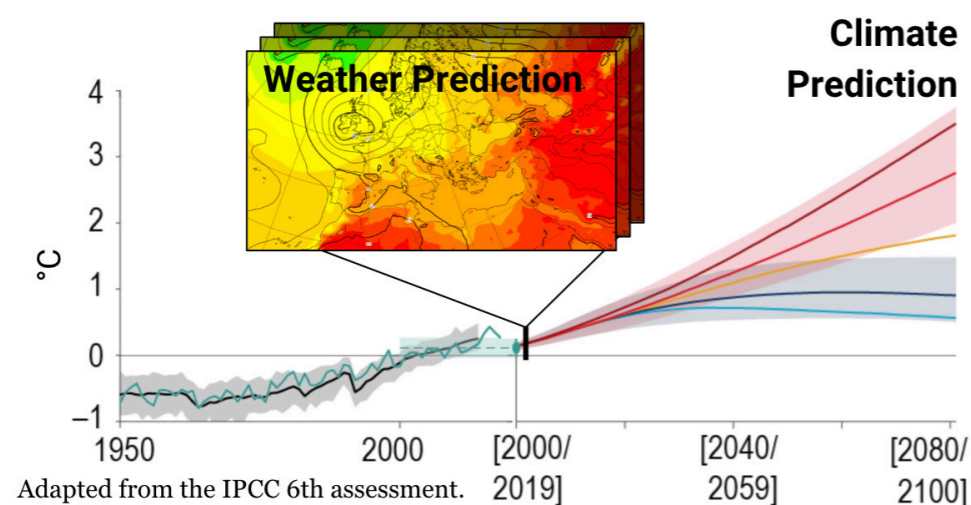 Weather Prediction
Climate
Prediction
4
3
2
1
0
−1
°C
1950
2000
[2000/
2019]
[2040/
2059]
[2080/
2100]
Adapted from the IPCC 6th assessment.